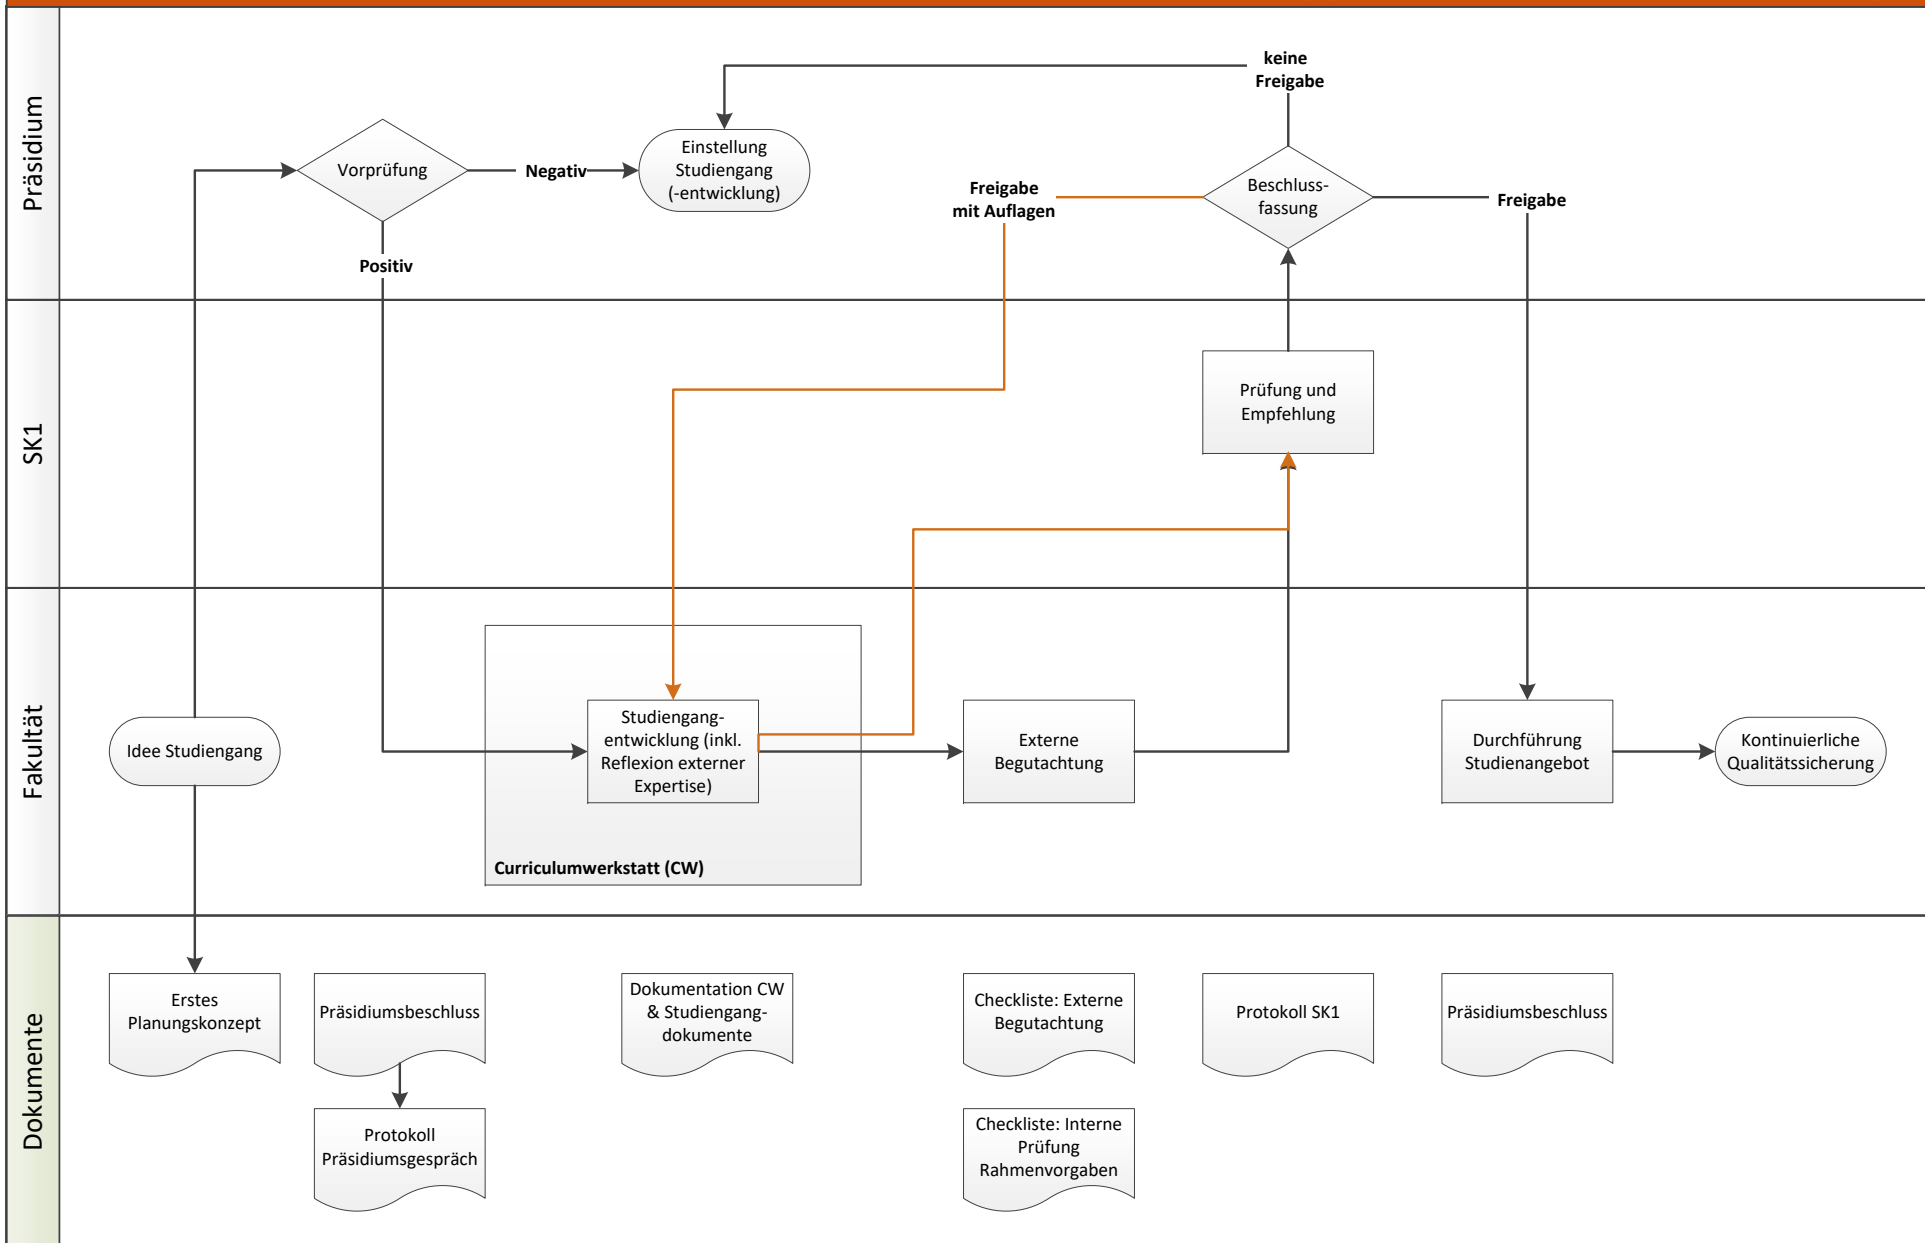 Präsidium
keine
Freigabe
Vorprüfung
Negativ
Einstellung
Studiengang
(-entwicklung)
Freigabe
mit Auflagen
Beschluss-
fassung
Freigabe
Positiv
SK1
Prüfung und
Empfehlung
Fakultät
Idee Studiengang
Studiengang-
entwicklung (inkl.
Reflexion externer
Expertise)
Curriculumwerkstatt (CW)
Externe
Begutachtung
Durchführung
Studienangebot
Kontinuierliche
Qualitätssicherung
Dokumente
Erstes
Planungskonzept
Präsidiumsbeschluss
Dokumentation CW
& Studiengang-
dokumente
Checkliste: Externe
Begutachtung
Protokoll SK1
Präsidiumsbeschluss
Protokoll
Präsidiumsgespräch
Checkliste: Interne
Prüfung
Rahmenvorgaben